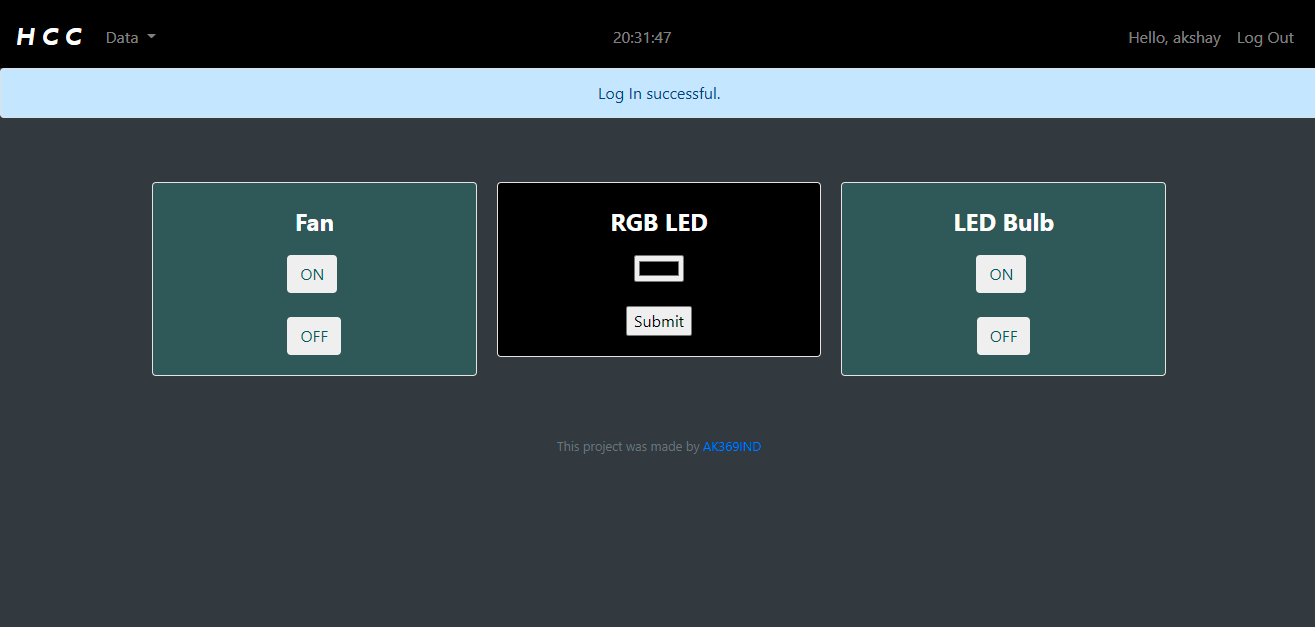 H C C Data 20:31:47 Hello, akshay Log Out
Log In successful.
Fan
ON
OFF
RGB LED
Submit
LED Bulb
ON
OFF
This project was made by AK369IND